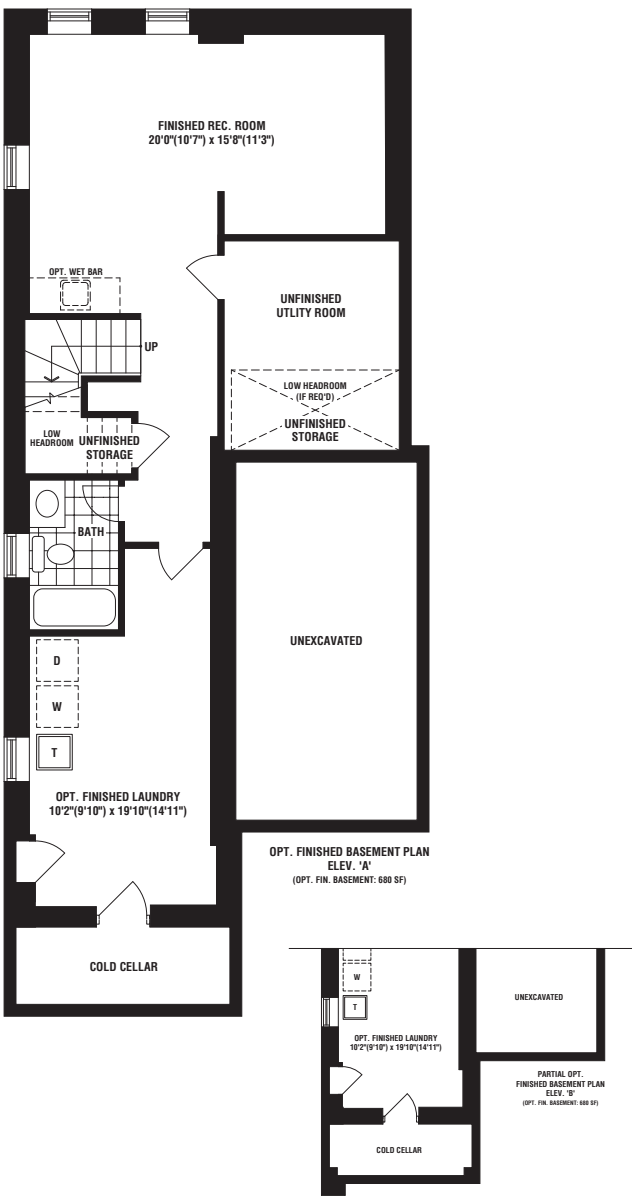 FINISHED REC. ROOM
20'0"(10'7") x 15'8"(11'3")
OPT. WET BAR
UNFINISHED
UTLITY ROOM
UP
LOW HEADROOM
(IF REQ'D)
UNFINISHED
STORAGE
LOW
HEADROOM
UNFINISHED
STORAGE
BATH
UNEXCAVATED
D
W
T
OPT. FINISHED LAUNDRY
10'2"(9'10") x 19'10"(14'11")
OPT. FINISHED BASEMENT PLAN
ELEV. 'A'
(OPT. FIN. BASEMENT: 680 SF)
COLD CELLAR
W
T
UNEXCAVATED
OPT. FINISHED LAUNDRY
10'2"(9'10") x 19'10"(14'11")
PARTIAL OPT.
FINISHED BASEMENT PLAN
ELEV. 'B'
(OPT. FIN. BASEMENT: 680 SF)
COLD CELLAR